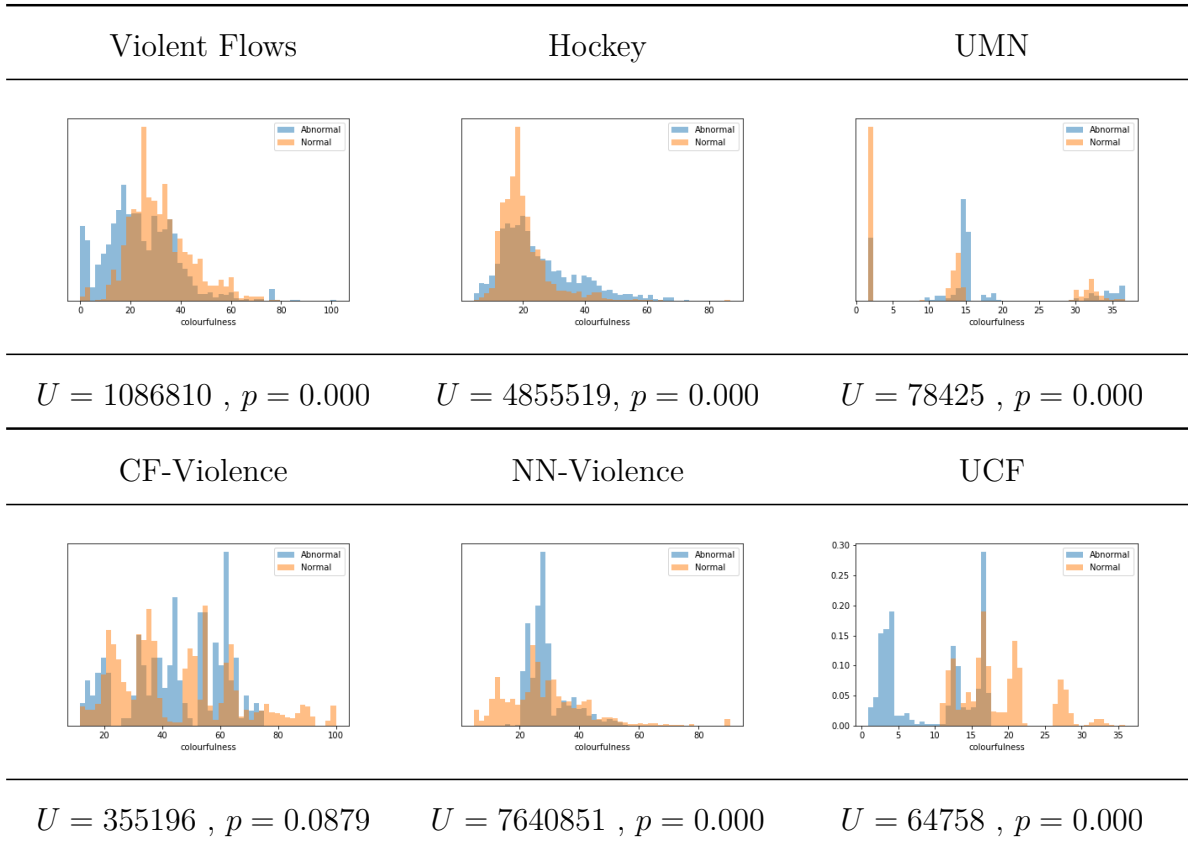 Violent Flows Hockey UMN
Abnormal
Normal
0 20 40 60 80 100
colourfulness
Abnormal
Normal
20 40 60 80
colourfulness
Abnormal
Normal
0 5 10 15 20 25 30 35
colourfulness
U = 1086810 , p = 0.000 U = 4855519, p = 0.000 U = 78425 , p = 0.000
CF-Violence NN-Violence UCF
Abnormal
Normal
20 40 60 80 100
colourfulness
Abnormal
Normal
20 40 60 80
colourfulness
0.30
0.25
0.20
0.15
0.10
0.05
0.00
Abnormal
Normal
0 5 10 15 20 25 30 35
colourfulness
U = 355196 , p = 0.0879 U = 7640851 , p = 0.000 U = 64758 , p = 0.000